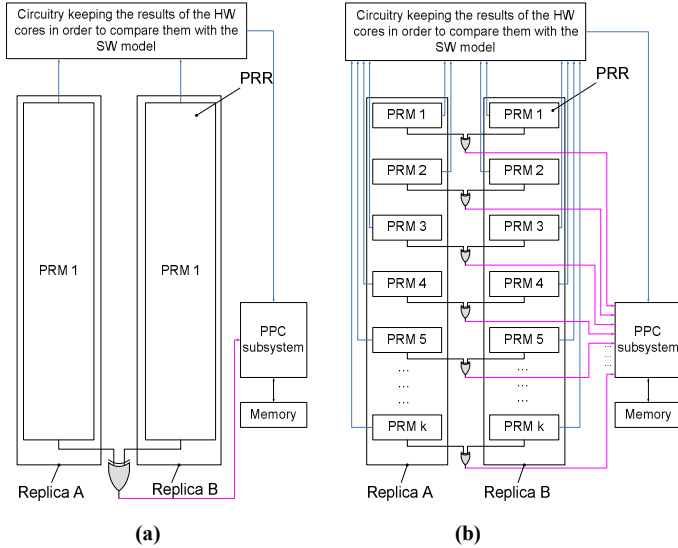 Circuitry keeping the results of the HW
cores in order to compare them with the
SW model
PRR
PRM 1
PRM 1
PPC
subsystem
Memory
Replica A
Replica B
(a)
Circuitry keeping the results of the HW
cores in order to compare them with the
SW model
PRR
PRM 1
PRM 1
PRM 2
PRM 2
PRM 3
PRM 3
PRM 4
PRM 4
PRM 5
PRM 5
...
...
...
...
PRM k
PRM k
PPC
subsystem
...
...
...
Memory
Replica A
Replica B
(b)